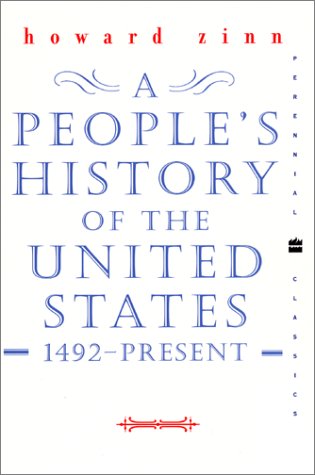 howard zinn
A
PEOPLE'S
HISTORY
OF THE
UNITED
STATES
1492–PRESENT
PERENNIAL
CLASSICS